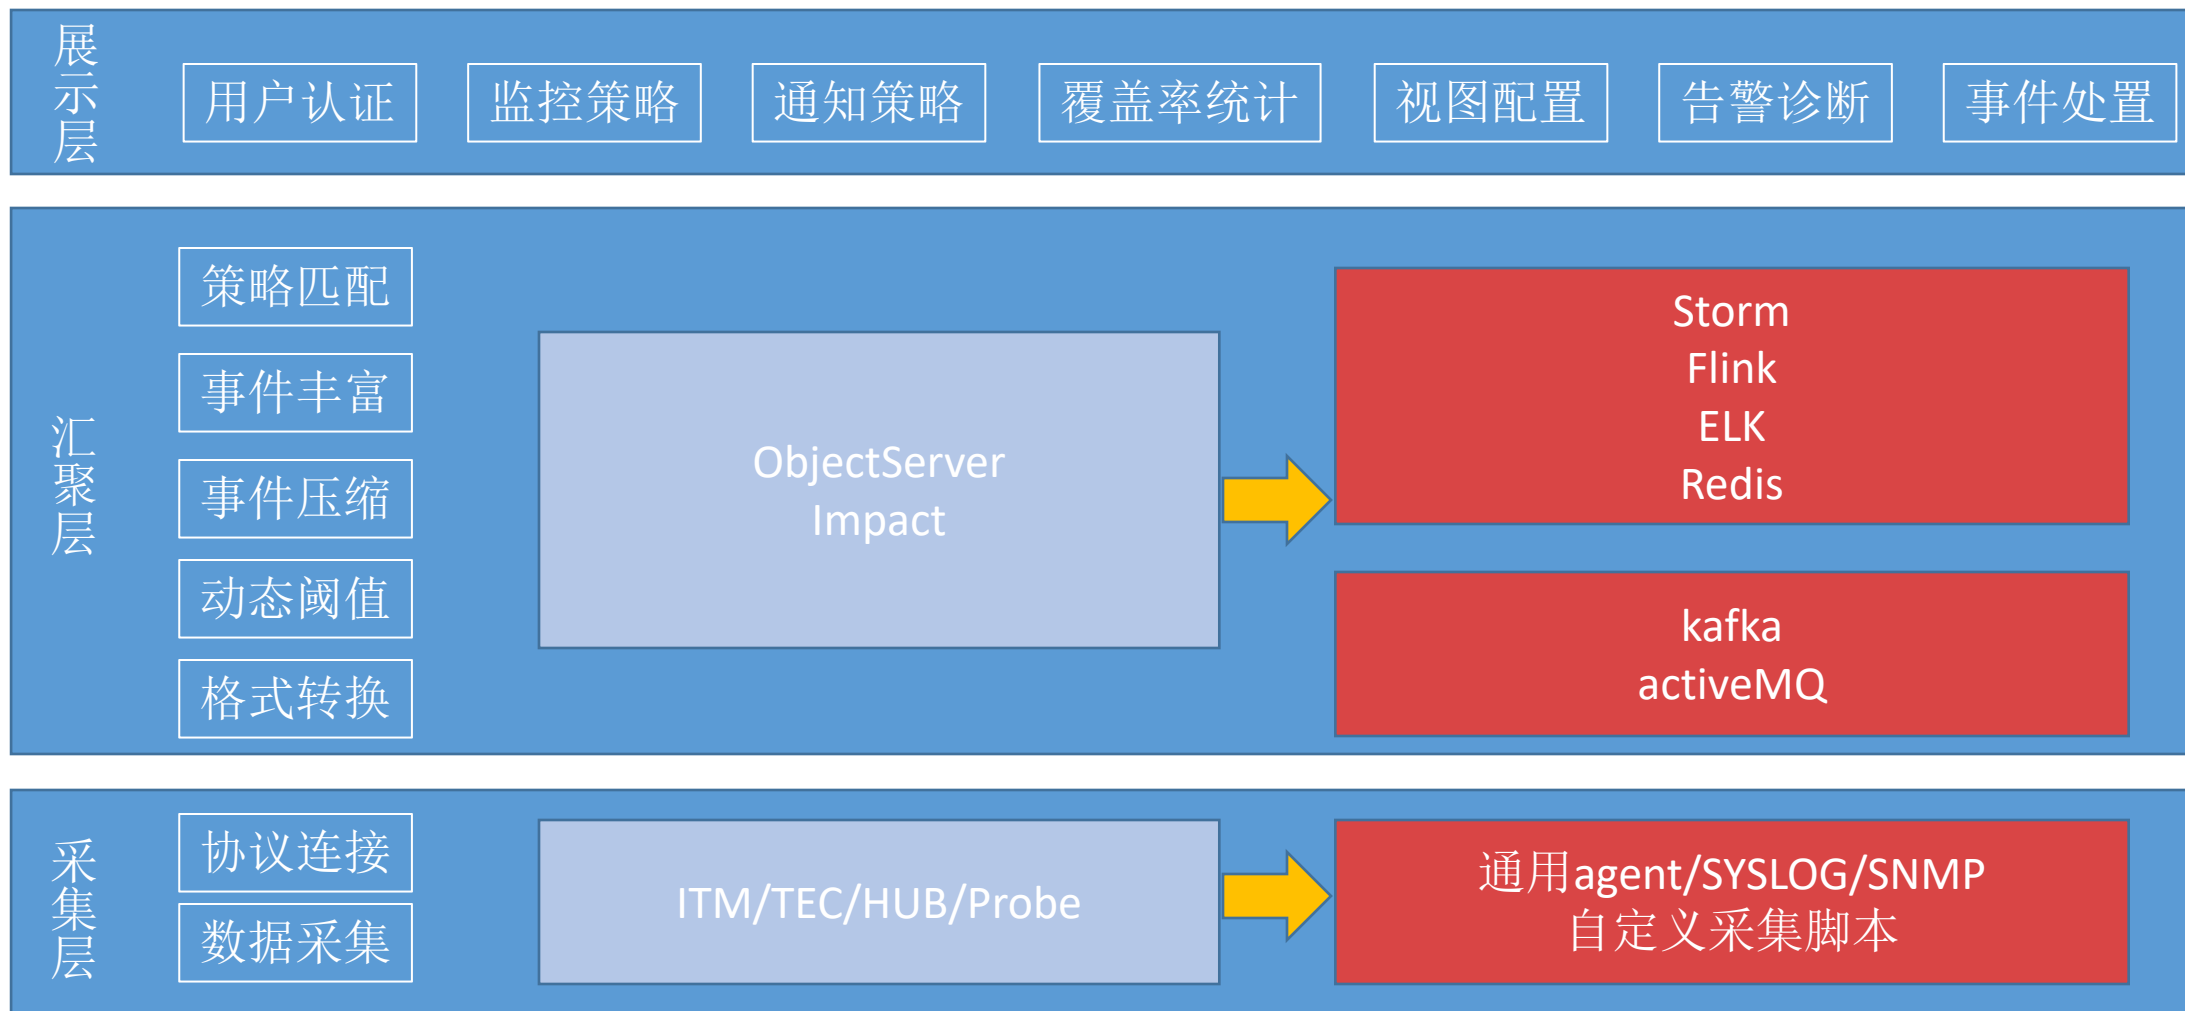 展示层
用户认证
监控策略
通知策略
覆盖率统计
视图配置
告警诊断
事件处置
汇聚层
策略匹配
事件丰富
事件压缩
动态阈值
格式转换
ObjectServer
Impact
Storm
Flink
ELK
Redis
kafka
activeMQ
采集层
协议连接
数据采集
ITM/TEC/HUB/Probe
通用agent/SYSLOG/SNMP
自定义采集脚本